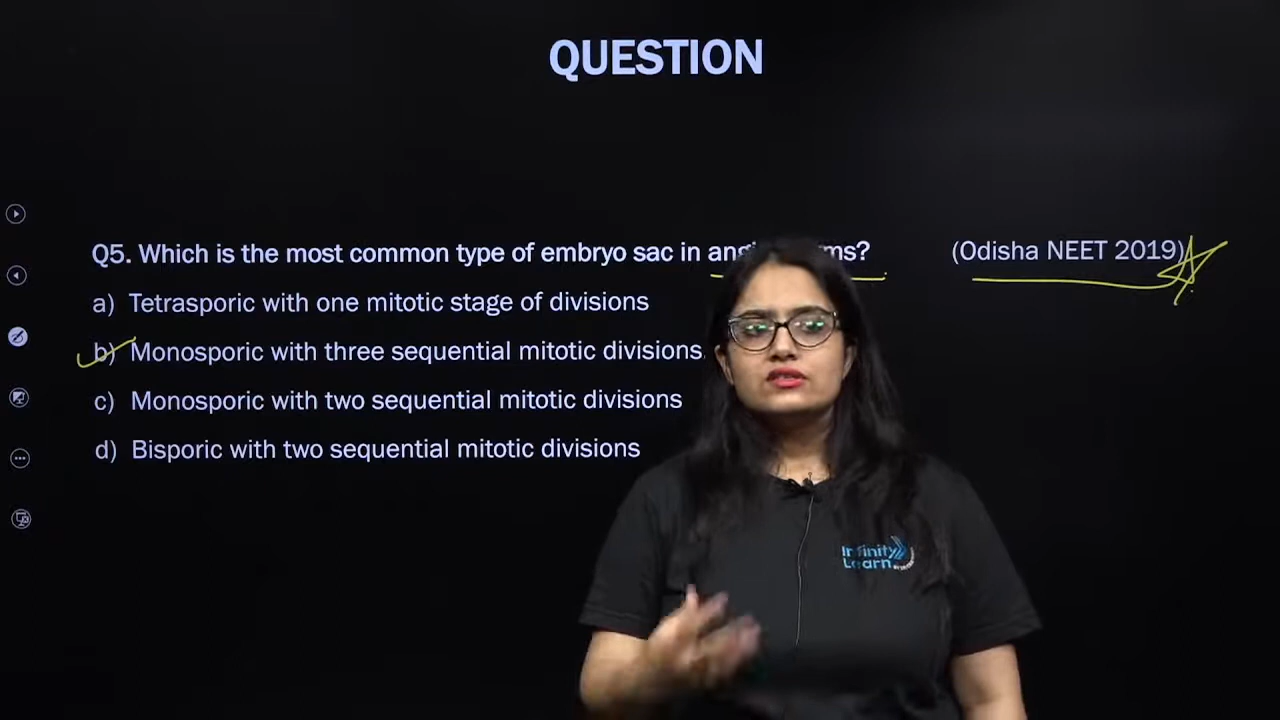 QUESTION
Q5. Which is the most common type of embryo sac in (Odisha NEET 2019)
a) Tetrasporic with one mitotic stage of divisions
b) Monosporic with three sequential mitotic divisions.
c) Monosporic with two sequential mitotic divisions
d) Bisporic with two sequential mitotic divisions
Infinity
Learn